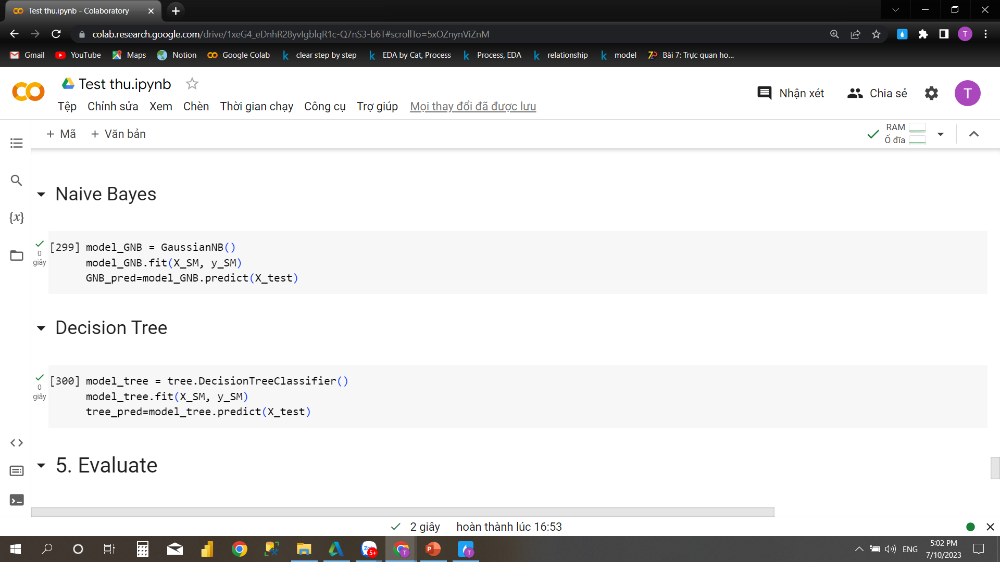 Test thu.ipynb - Colaboratory
colab.research.google.com/drive/1xeG4_eDnhR28yvIgblqR1c-Q7nS3-b6T#scrollTo=5xOZnynViZnM
T
Gmail YouTube Maps Notion Google Colab clear step by step EDA by Cat, Process Process, EDA relationship model Bài 7: Trực quan ho...
Test thu.ipynb
Nhận xét Chia sẻ T
Tệp Chỉnh sửa Xem Chèn Thời gian chạy Công cụ Trợ giúp Mọi thay đổi đã được lưu
+ Mã + Văn bản
RAM
Ổ đĩa
Naive Bayes
[299] model_GNB = GaussianNB()
0
giây
model_GNB.fit(X_SM, y_SM)
GNB_pred=model_GNB.predict(X_test)
Decision Tree
[300] model_tree = tree.DecisionTreeClassifier()
0
giây
model_tree.fit(X_SM, y_SM)
tree_pred=model_tree.predict(X_test)
5. Evaluate
2 giây hoàn thành lúc 16:53
5+
T
P
T
ENG
5:02 PM
7/10/2023